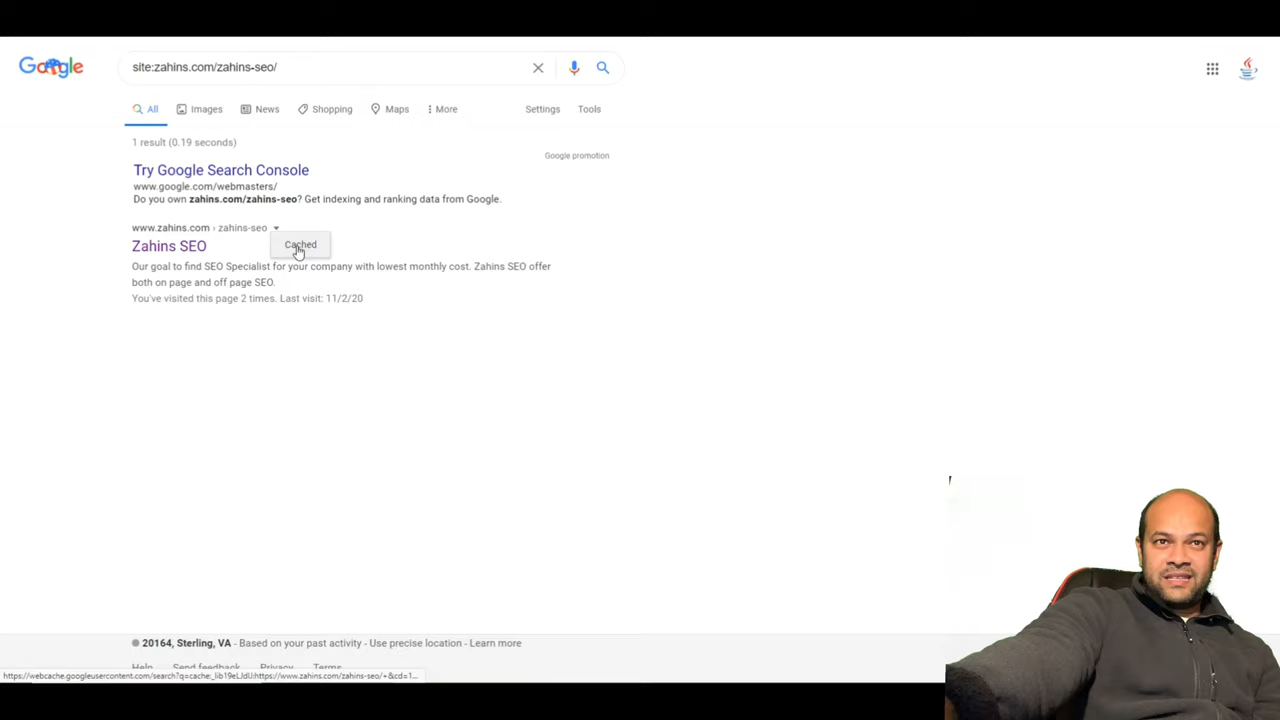 Google
site:zahins.com/zahins-seo/
All Images News Shopping Maps More Settings Tools
1 result (0.19 seconds)
Google promotion
Try Google Search Console
www.google.com/webmasters/
Do you own zahins.com/zahins-seo? Get indexing and ranking data from Google.
www.zahins.com › zahins-seo
Cached
Zahins SEO
Our goal to find SEO Specialist for your company with lowest monthly cost. Zahins SEO offer
both on page and off page SEO.
You've visited this page 2 times. Last visit: 11/2/20
20164, Sterling, VA - Based on your past activity - Use precise location - Learn more
Help Send feedback Privacy Terms